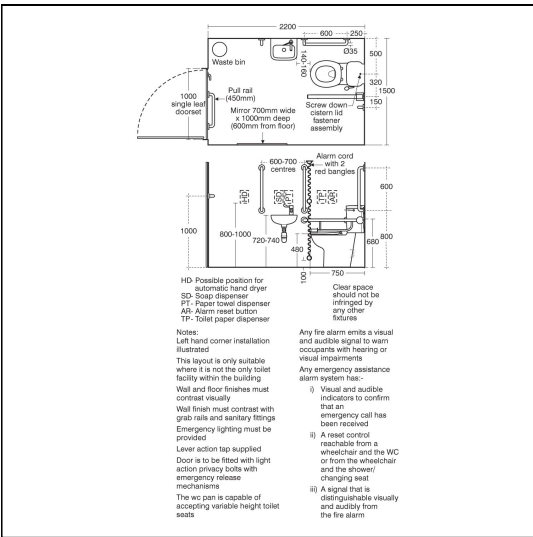 2200
600
250
Waste bin
140-160
Ø35
500
320
1500
150
1000
single leaf
doorset
Pull rail
(450mm)
Mirror 700mm wide
x 1000mm deep
(600mm from floor)
Screw down
cistern lid
fastener
assembly
600-700
centres
Alarm cord
with 2
red bangles
HD
SD
PT
TP
AR
600
1000
800-1000
720-740
480
680
800
100
750
HD- Possible position for
automatic hand dryer
SD- Soap dispenser
PT- Paper towel dispenser
AR- Alarm reset button
TP- Toilet paper dispenser
Clear space
should not be
infringed by
any other
fixtures
Notes:
Left hand corner installation
illustrated
This layout is only suitable
where it is not the only toilet
facility within the building
Wall and floor finishes must
contrast visually
Wall finish must contrast with
grab rails and sanitary fittings
Emergency lighting must be
provided
Lever action tap supplied
Door is to be fitted with light
action privacy bolts with
emergency release
mechanisms
The wc pan is capable of
accepting variable height toilet
seats
Any fire alarm emits a visual
and audible signal to warn
occupants with hearing or
visual impairments
Any emergency assistance
alarm system has:-
i) Visual and audible
indicators to confirm
that an
emergency call has
been received
ii) A reset control
reachable from a
wheelchair and the WC
or from the wheelchair
and the shower/
changing seat
iii) A signal that is
distinguishable visually
and audibly from
the fire alarm